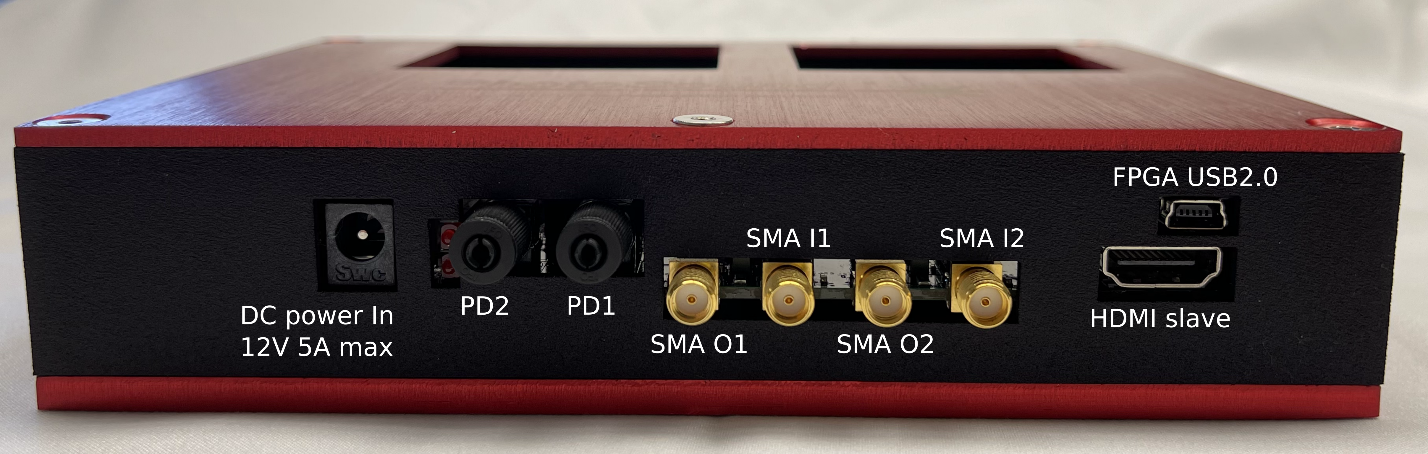 FPGA USB2.0
SMA I1
SMA I2
Swc
DC power In
12V 5A max
PD2
PD1
HDMI slave
SMA O1
SMA O2